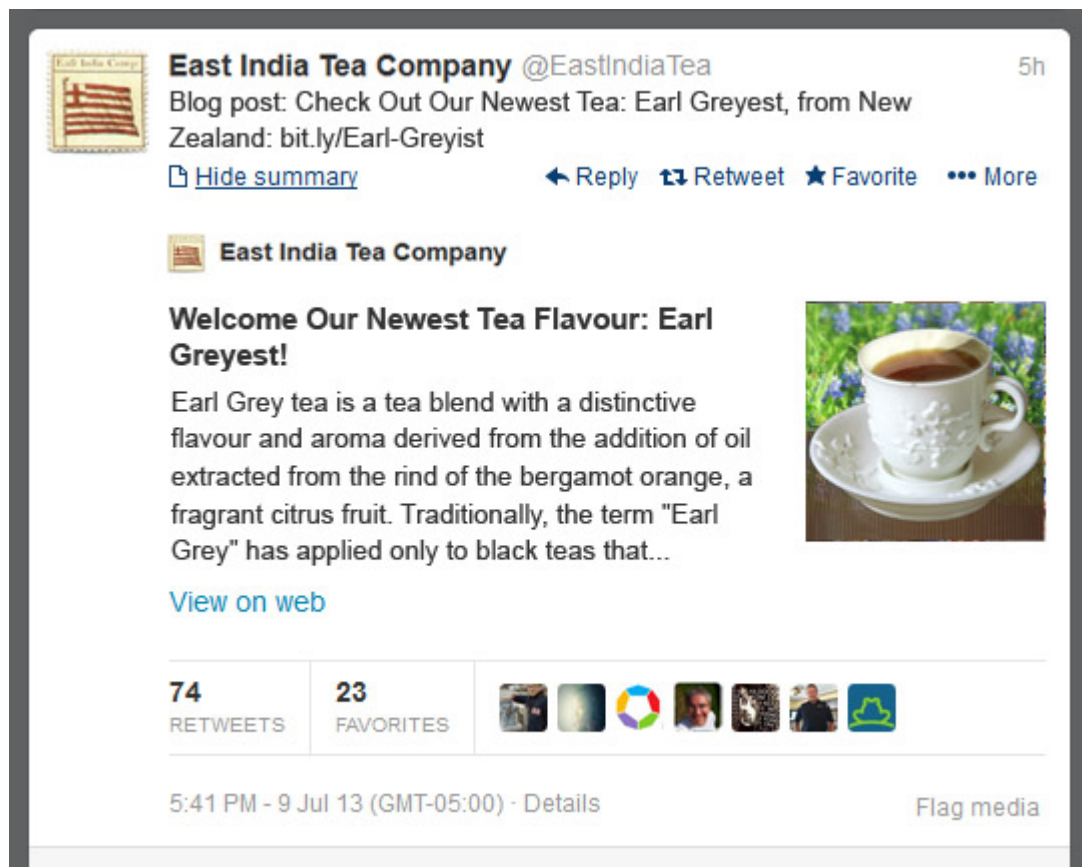 East India Tea Company @EastIndiaTea 5h
Blog post: Check Out Our Newest Tea: Earl Greyest, from New
Zealand: bit.ly/Earl-Greyist
Hide summary Reply Retweet Favorite More
East India Tea Company
Welcome Our Newest Tea Flavour: Earl
Greyest!
Earl Grey tea is a tea blend with a distinctive
flavour and aroma derived from the addition of oil
extracted from the rind of the bergamot orange, a
fragrant citrus fruit. Traditionally, the term "Earl
Grey" has applied only to black teas that...
View on web
74 23
RETWEETS FAVORITES
5:41 PM - 9 Jul 13 (GMT-05:00) · Details
Flag media